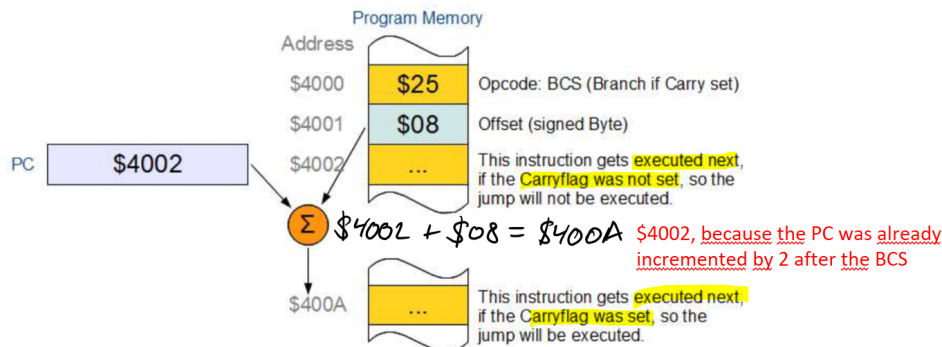 Program Memory
Address
$4000 $25 Opcode: BCS (Branch if Carry set)
$4001 $08 Offset (signed Byte)
PC $4002 $4002 ... This instruction gets executed next,
if the Carryflag was not set, so the
jump will not be executed.
Σ $4002 + $08 = $400A $4002, because the PC was already
incremented by 2 after the BCS
$400A ... This instruction gets executed next,
if the Carryflag was set, so the
jump will be executed.